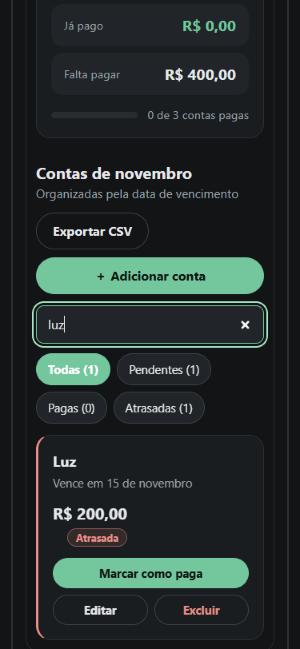 Já pago R$ 0,00
Falta pagar R$ 400,00
0 de 3 contas pagas
Contas de novembro
Organizadas pela data de vencimento
Exportar CSV
+ Adicionar conta
luz ×
Todas (1) Pendentes (1)
Pagas (0) Atrasadas (1)
Luz
Vence em 15 de novembro
R$ 200,00
Atrasada
Marcar como paga
Editar Excluir